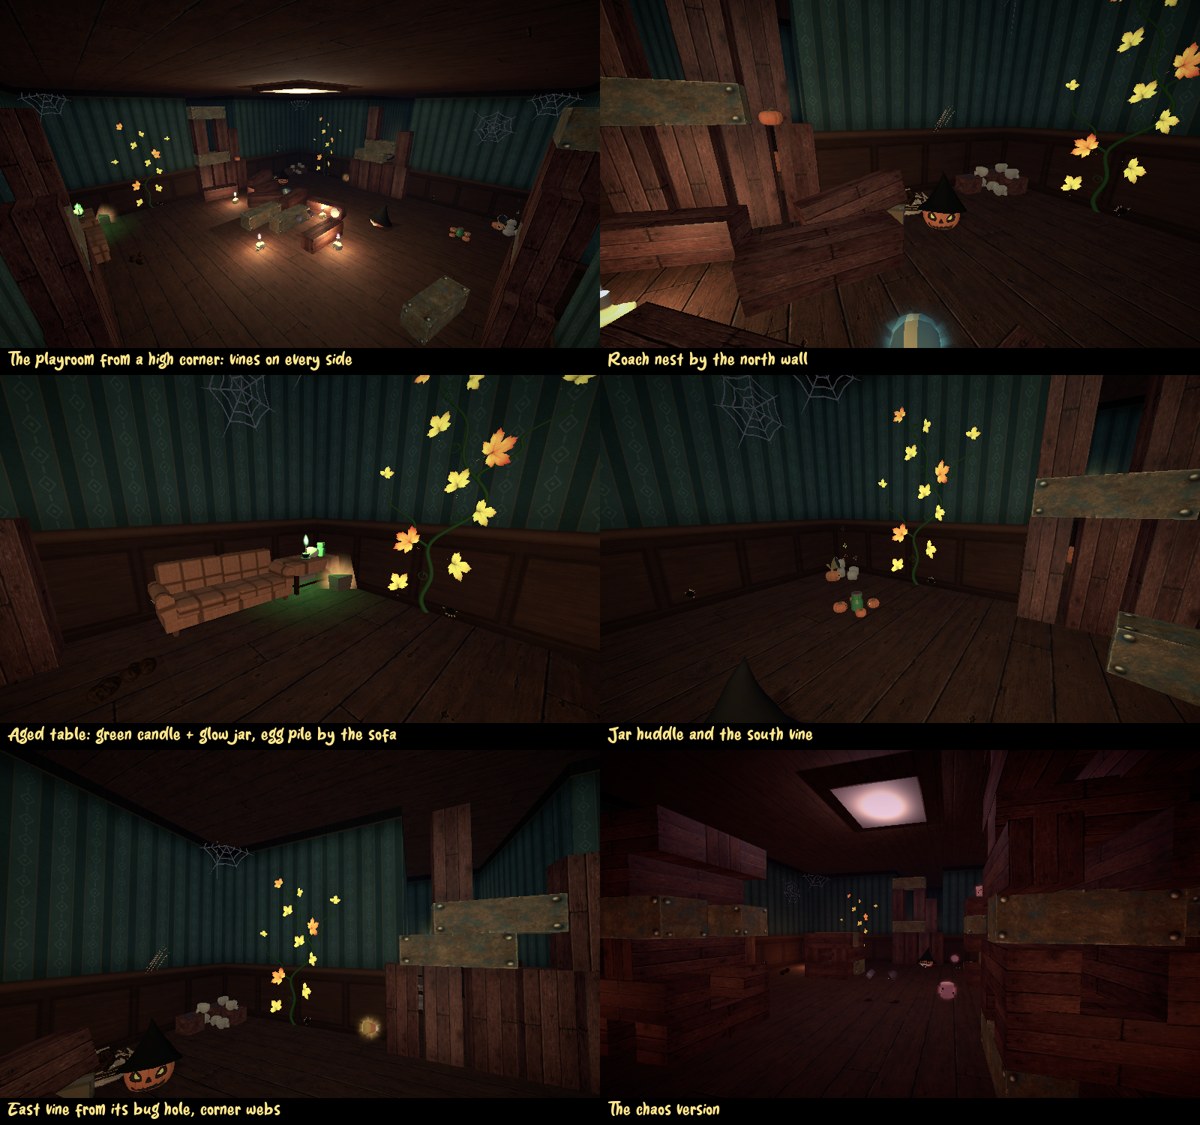 The playroom from a high corner: vines on every side
Roach nest by the north wall
Aged table: green candle + glow jar, egg pile by the sofa
Jar huddle and the south vine
East vine from its bug hole, corner webs
The chaos version